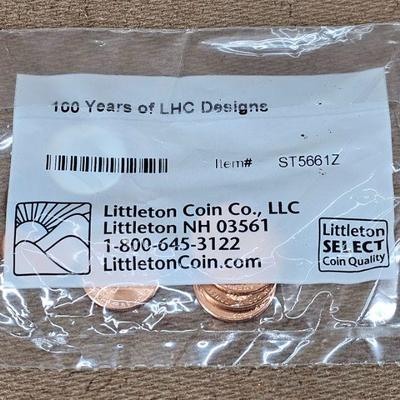 100 Years of LHC Designs
Item# ST5661Z
Littleton Coin Co., LLC
Littleton NH 03561
1-800-645-3122
LittletonCoin.com
Littleton
SELECT
Coin Quality